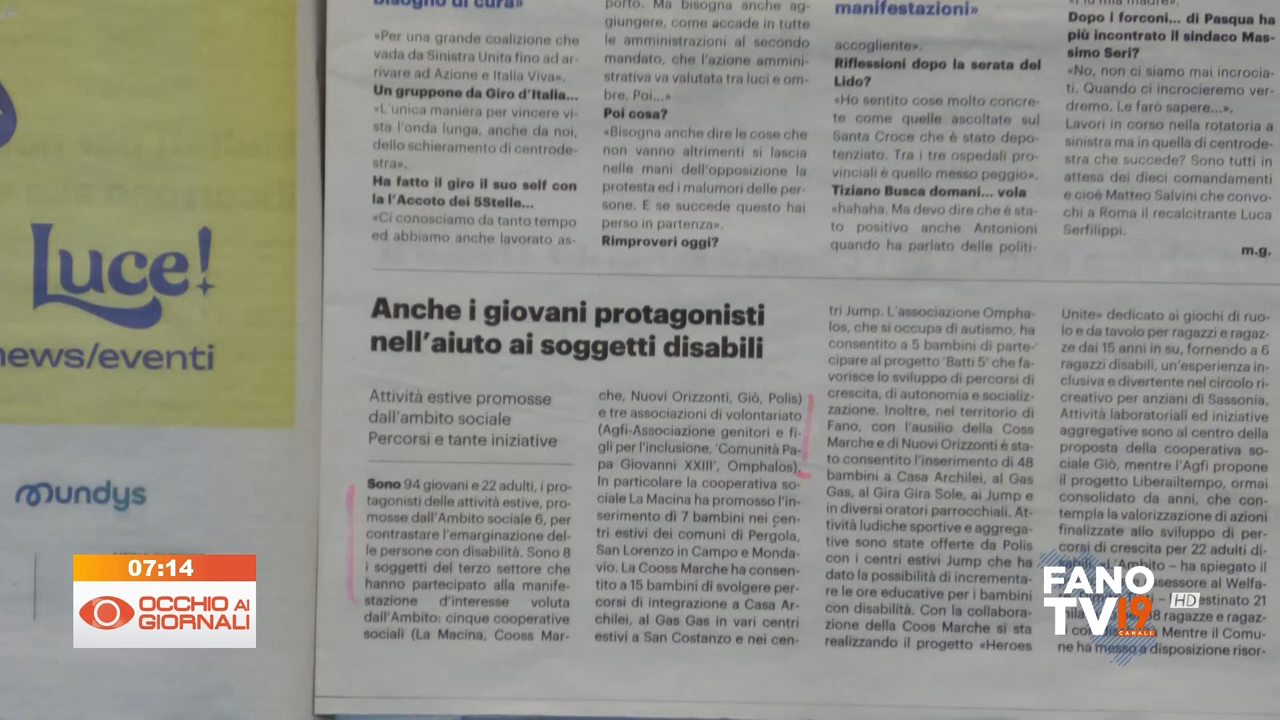 bisogno di cura»
«Per una grande coalizione che
vada da Sinistra Unita fino ad ar-
rivare ad Azione e Italia Viva».
Un gruppone da Giro d'Italia...
«L'unica maniera per vincere vi-
sta l'onda lunga, anche da noi,
dello schieramento di centrode-
stra».
Ha fatto il giro il suo self con
la l'Accoto dei 5Stelle...
«Ci conosciamo da tanto tempo
ed abbiamo anche lavorato as-
porto. Ma bisogna anche ag-
giungere, come accade in tutte
le amministrazioni al secondo
mandato, che l'azione ammini-
strativa va valutata tra luci e om-
bre. Poi...»
Poi cosa?
«Bisogna anche dire le cose che
non vanno altrimenti si lascia
nelle mani dell'opposizione la
protesta ed i malumori delle per-
sone. E se succede questo hai
perso in partenza».
Rimproveri oggi?
manifestazioni»
accogliente».
Riflessioni dopo la serata del
Lido?
«Ho sentito cose molto concre-
te come quelle ascoltate sul
Santa Croce che è stato depo-
tenziato. Tra i tre ospedali pro-
vinciali è quello messo peggio».
Tiziano Busca domani... vola
«hahaha. Ma devo dire che è sta-
to positivo anche Antonioni
quando ha parlato delle politi-
Dopo i forconi... di Pasqua ha
più incontrato il sindaco Mas-
simo Seri?
«No, non ci siamo mai incrocia-
ti. Quando ci incrocieremo ver-
dremo. Le farò sapere...».
Lavori in corso nella rotatoria a
sinistra ma in quella di centrode-
stra che succede? Sono tutti in
attesa dei dieci comandamenti
e cioè Matteo Salvini che convo-
chi a Roma il recalcitrante Luca
Serfilippi.
m.g.
Anche i giovani protagonisti
nell'aiuto ai soggetti disabili
Attività estive promosse
dall'ambito sociale
Percorsi e tante iniziative
Sono 94 giovani e 22 adulti, i pro-
tagonisti delle attività estive, pro-
mosse dall'Ambito sociale 6, per
contrastare l'emarginazione del-
le persone con disabilità. Sono 8
i soggetti del terzo settore che
hanno partecipato alla manife-
stazione d'interesse voluta
dall'Ambito: cinque cooperative
sociali (La Macina, Cooss Mar-
che, Nuovi Orizzonti, Giò, Polis)
e tre associazioni di volontariato
(Agfi-Associazione genitori e fi-
gli per l'inclusione, 'Comunità Pa-
pa Giovanni XXIII', Omphalos).
In particolare la cooperativa so-
ciale La Macina ha promosso l'in-
serimento di 7 bambini nei cen-
tri estivi dei comuni di Pergola,
San Lorenzo in Campo e Monda-
vio. La Cooss Marche ha consen-
tito a 15 bambini di svolgere per-
corsi di integrazione a Casa Ar-
chilei, al Gas Gas in vari centri
estivi a San Costanzo e nei cen-
tri Jump. L'associazione Ompha-
los, che si occupa di autismo, ha
consentito a 5 bambini di parte-
cipare al progetto 'Batti 5' che fa-
vorisce lo sviluppo di percorsi di
crescita, di autonomia e socializ-
zazione. Inoltre, nel territorio di
Fano, con l'ausilio della Coss
Marche e di Nuovi Orizzonti è sta-
to consentito l'inserimento di 48
bambini a Casa Archilei, al Gas
Gas, al Gira Gira Sole, ai Jump e
in diversi oratori parrocchiali. At-
tività ludiche sportive e aggrega-
tive sono state offerte da Polis
con i centri estivi Jump che ha
dato la possibilità di incrementa-
re le ore educative per i bambini
con disabilità. Con la collabora-
zione della Coos Marche si sta
realizzando il progetto «Heroes
Unite» dedicato ai giochi di ruo-
lo e da tavolo per ragazzi e ragaz-
ze dai 15 anni in su, fornendo a 6
ragazzi disabili, un'esperienza in-
clusiva e divertente nel circolo ri-
creativo per anziani di Sassonia.
Attività laboratoriali ed iniziative
aggregative sono al centro della
proposta della cooperativa so-
ciale Giò, mentre l'Agfi propone
il progetto Liberailtempo, ormai
consolidato da anni, che con-
templa la valorizzazione di azioni
finalizzate allo sviluppo di per-
corsi di crescita per 22 adulti di-
l'Ambito – ha spiegato il
sessore al Welfa-
estinato 21
ragazze e ragaz-
Mentre il Comu-
ne ha messo a disposizione risor-
Luce!
news/eventi
mundys
07:14
OCCHIO AI
GIORNALI
FANO
TV 19 HD
CANALE